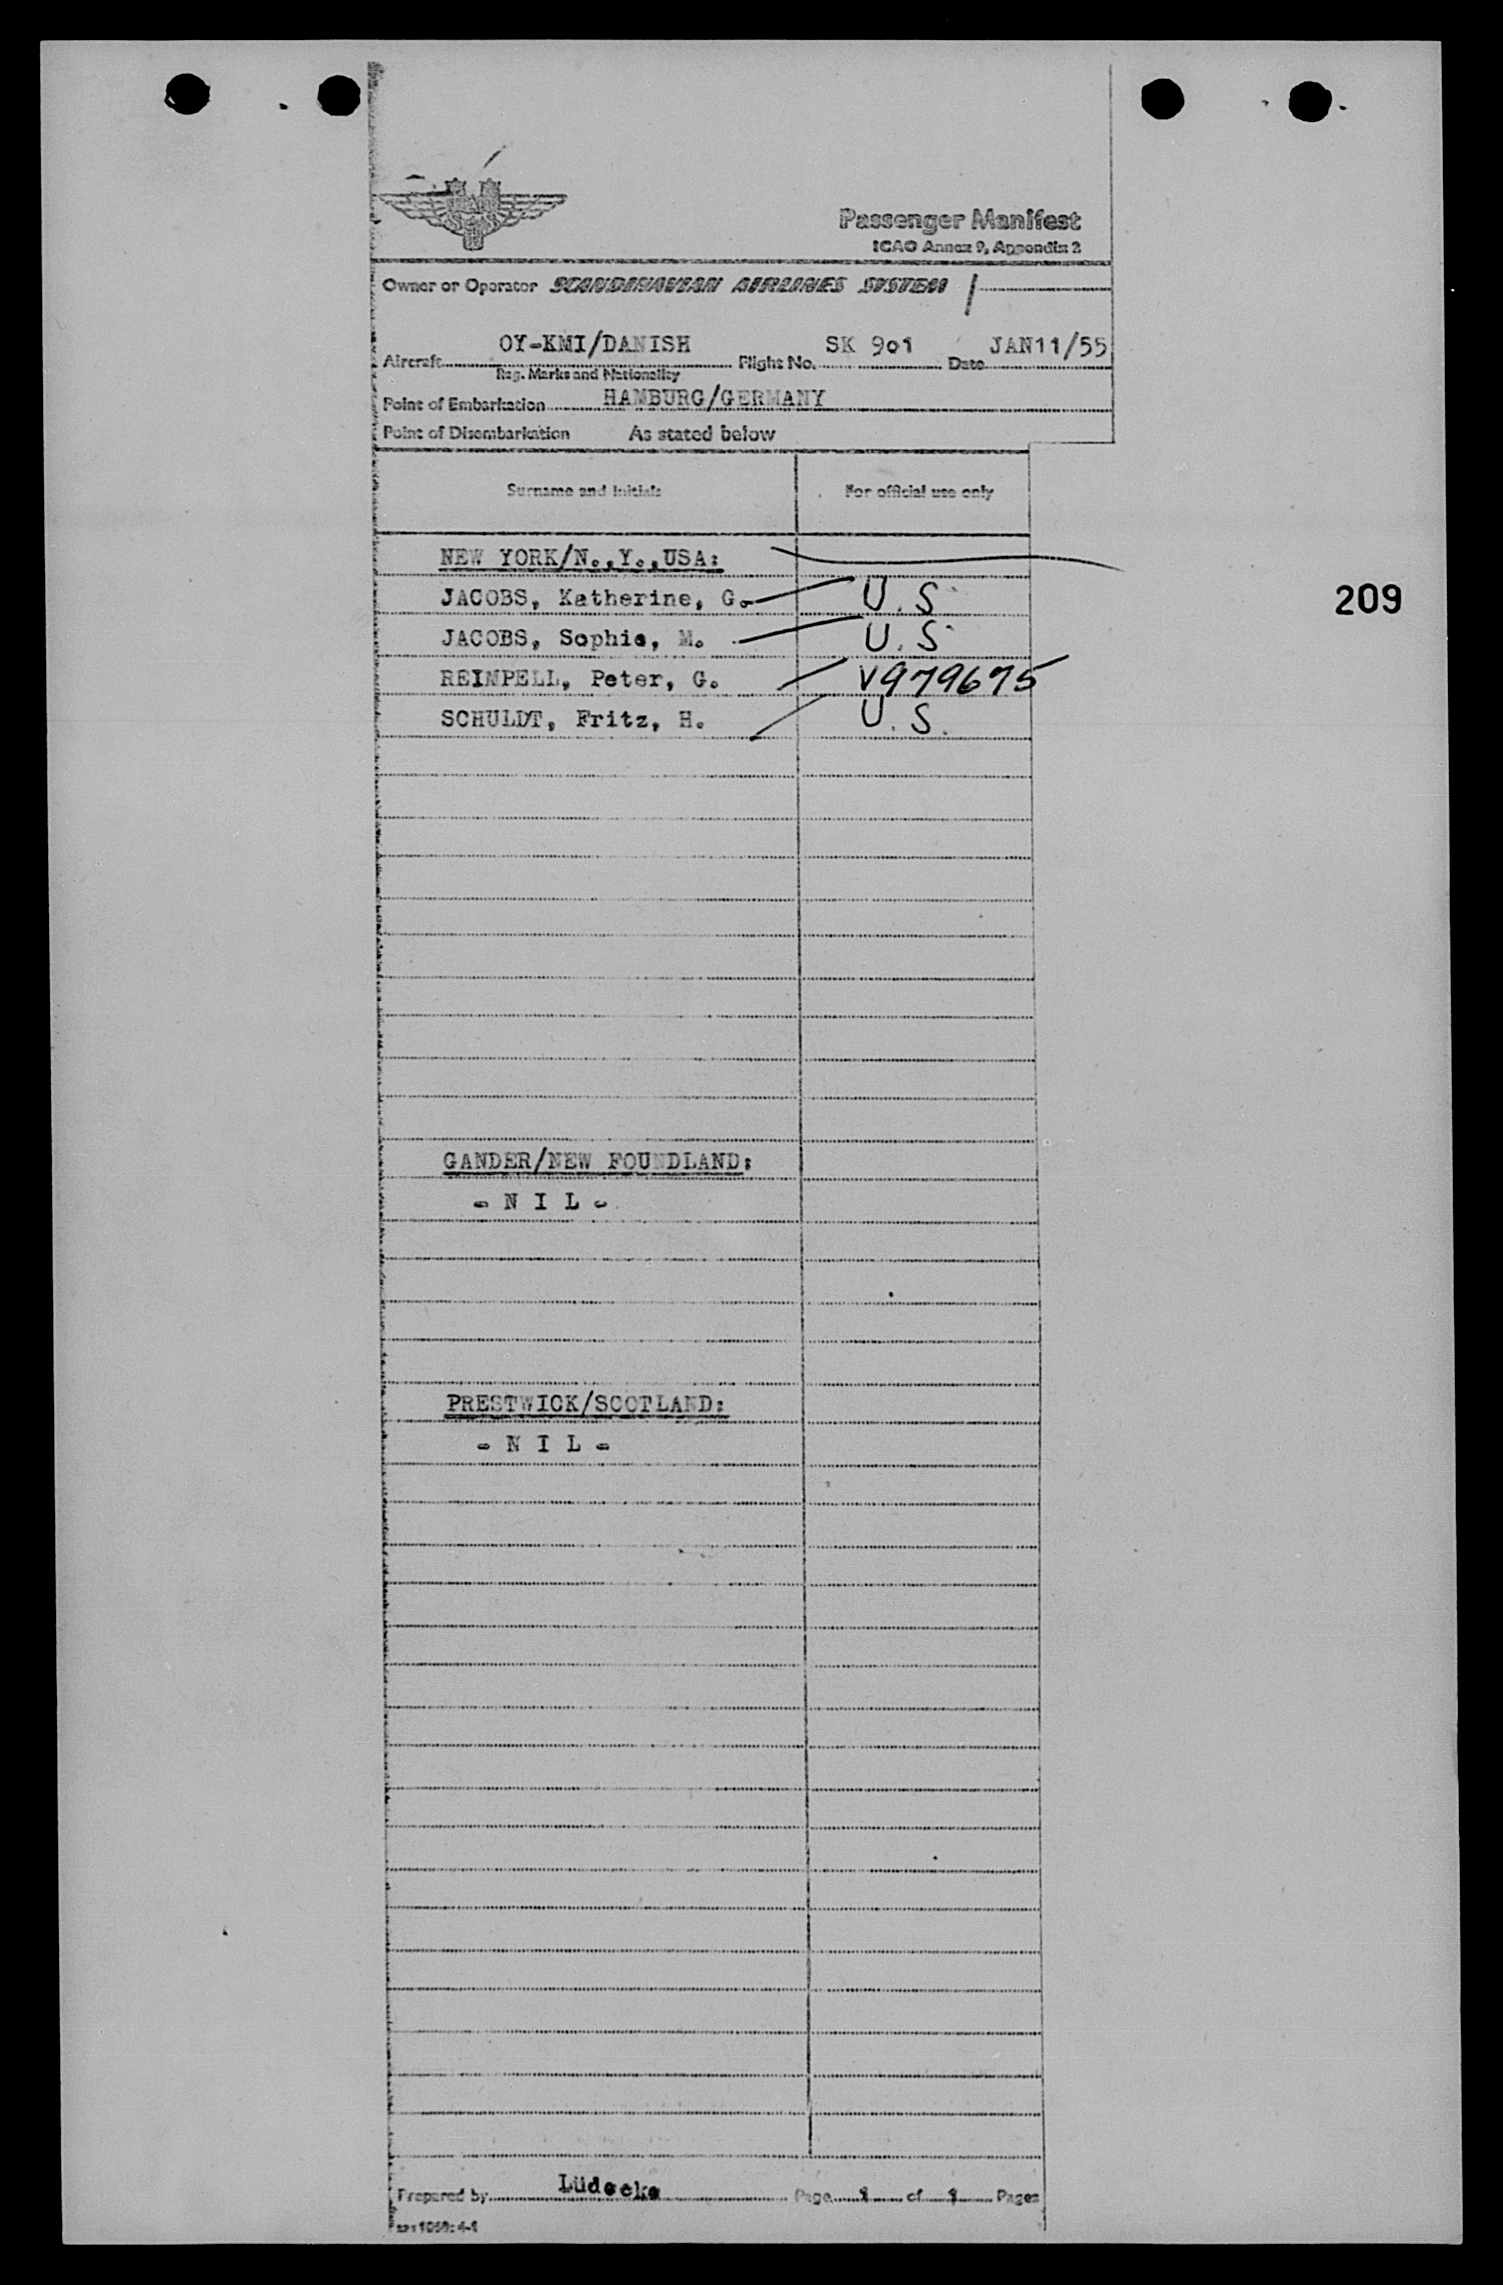 Passenger Manifest
ICAO Annex 9, Appendix 2
Owner or Operator SCANDINAVIAN AIRLINES SYSTEM
Aircraft OY-KMI/DANISH Flight No. SK 901 Date JAN11/55
Reg. Marks and Nationality
Point of Embarkation HAMBURG/GERMANY
Point of Disembarkation As stated below
Surname and Initials For official use only
NEW YORK/N.,Y.,USA:
JACOBS, Katherine, G. U.S.
JACOBS, Sophie, M. U.S.
REIMPELL, Peter, G. V979675
SCHULDT, Fritz, H. U.S.
209
GANDER/NEW FOUNDLAND:
- N I L -
PRESTWICK/SCOTLAND:
- N I L -
Prepared by Lüdecke Page 1 of 1 Pages